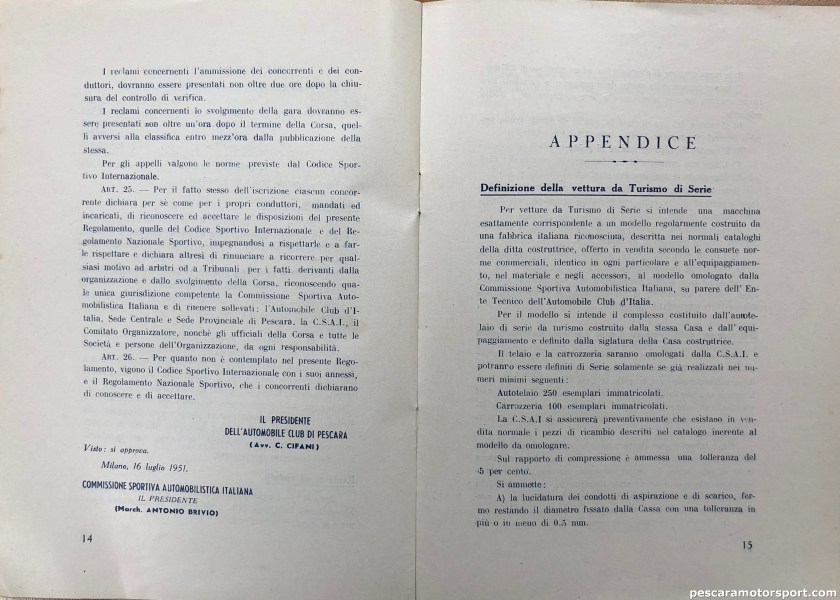 I reclami concernenti l'ammissione dei concorrenti e dei con-
duttori, dovranno essere presentati non oltre due ore dopo la chiu-
sura del controllo di verifica.
I reclami concernenti lo svolgimento della gara dovranno es-
sere presentati non oltre un'ora dopo il termine della Corsa, quel-
li avversi alla classifica entro mezz'ora dalla pubblicazione della
stessa.
Per gli appelli valgono le norme previste dal Codice Spor-
tivo Internazionale.
ART. 25. — Per il fatto stesso dell'iscrizione ciascun concor-
rente dichiara per sè come per i propri conduttori, mandati ed
incaricati, di riconoscere ed accettare le disposizioni del presente
Regolamento, quelle del Codice Sportivo Internazionale e del Re-
golamento Nazionale Sportivo, impegnandosi a rispettarle e a far-
le rispettare e dichiara altresì di rinunciare a ricorrere per qual-
siasi motivo ad arbitri od a Tribunali per i fatti derivanti dalla
organizzazione e dallo svolgimento della Corsa, riconoscendo qua-
le unica giurisdizione competente la Commissione Sportiva Auto-
mobilistica Italiana e di ritenere sollevati: l'Automobile Club d'I-
talia, Sede Centrale e Sede Provinciale di Pescara, la C.S.A.I., il
Comitato Organizzatore, nonchè gli ufficiali della Corsa e tutte le
Società e persone dell'Organizzazione, da ogni responsabilità.
ART. 26. — Per quanto non è contemplato nel presente Rego-
lamento, vigono il Codice Sportivo Internazionale con i suoi annessi,
e il Regolamento Nazionale Sportivo, che i concorrenti dichiarano
di conoscere e di accettare.
IL PRESIDENTE
DELL'AUTOMOBILE CLUB DI PESCARA
(Avv. C. CIFANI)
Visto: si approva.
Milano, 16 luglio 1951.
COMMISSIONE SPORTIVA AUTOMOBILISTICA ITALIANA
IL PRESIDENTE
(March. ANTONIO BRIVIO)
14
APPENDICE
Definizione della vettura da Turismo di Serie
Per vetture da Turismo di Serie si intende una macchina
esattamente corrispondente a un modello regolarmente costruito da
una fabbrica italiana riconosciuta, descritta nei normali cataloghi
della ditta costruttrice, offerto in vendita secondo le consuete nor-
me commerciali, identico in ogni particolare e all'equipaggiamen-
to, nel materiale e negli accessori, al modello omologato dalla
Commissione Sportiva Automobilistica Italiana, su parere dell' En-
te Tecnico dell'Automobile Club d'Italia.
Per il modello si intende il complesso costituito dall'autote-
laio di serie da turismo costruito dalla stessa Casa e dall'equi-
paggiamento e definito dalla siglatura della Casa costruttrice.
Il telaio e la carrozzeria saranno omologati dalla C.S.A.I. e
potranno essere definiti di Serie solamente se già realizzati nei nu-
meri minimi seguenti:
Autotelaio 250 esemplari immatricolati.
Carrozzeria 100 esemplari immatricolati.
La C.S.A.I si assicurerà preventivamente che esistano in ven-
dita normale i pezzi di ricambio descritti nel catalogo inerente al
modello da omologare.
Sul rapporto di compressione è ammessa una tolleranza del
5 per cento.
Si ammette:
A) la lucidatura dei condotti di aspirazione e di scarico, fer-
mo restando il diametro fissato dalla Cassa con una tolleranza in
più o in meno di 0.5 mm.
15
pescaramotorsport.com